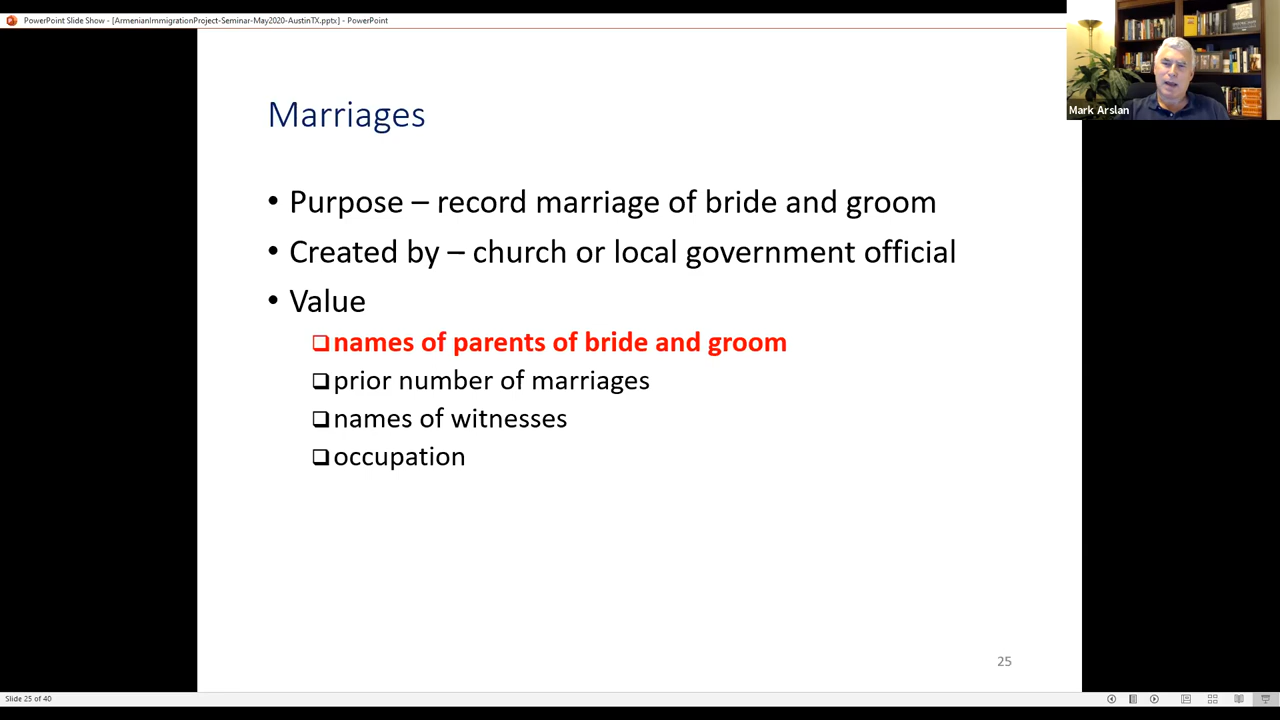 PowerPoint Slide Show - [ArmenianImmigrationProject-Seminar-May2020-AustinTX.pptx] - PowerPoint
Mark Arslan
Marriages
• Purpose – record marriage of bride and groom
• Created by – church or local government official
• Value
❑names of parents of bride and groom
❑prior number of marriages
❑names of witnesses
❑occupation
25
Slide 25 of 40